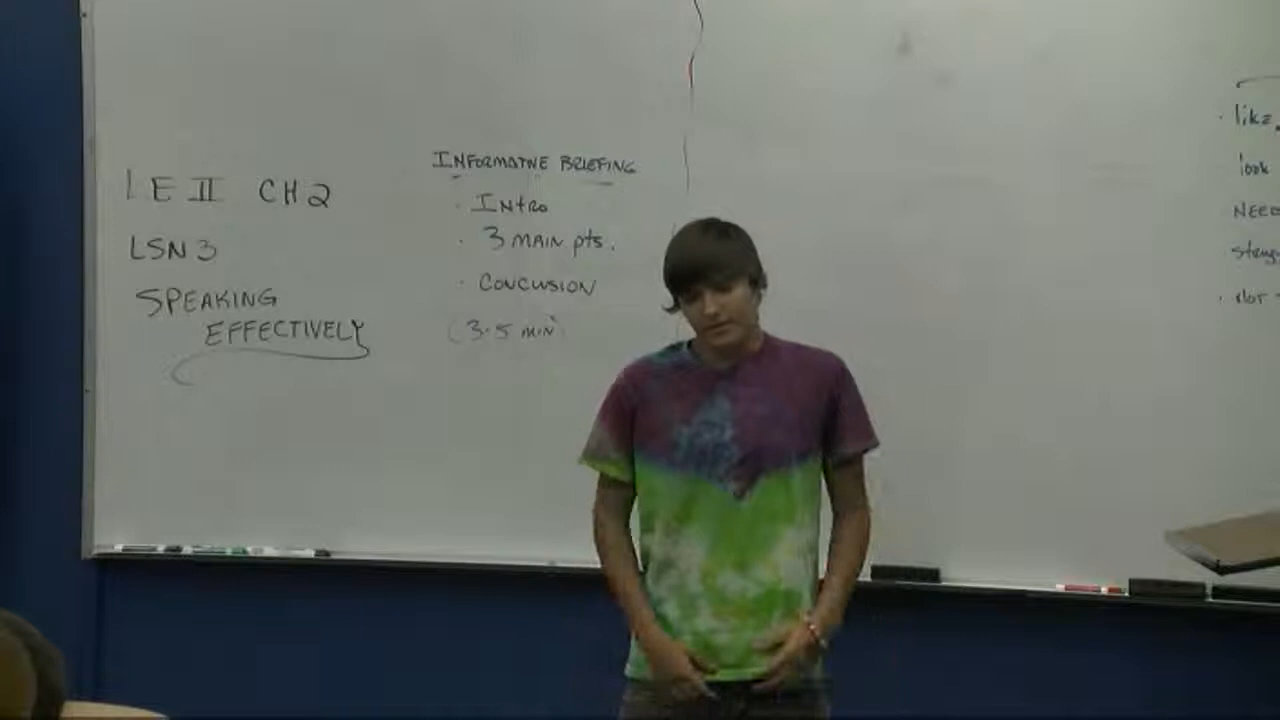 LE II CH 2
LSN 3
SPEAKING
EFFECTIVELY
INFORMATIVE BRIEFING
· INTRO
· 3 MAIN pts.
· CONCUSION
(3-5 MIN)
· like,
look
NEED